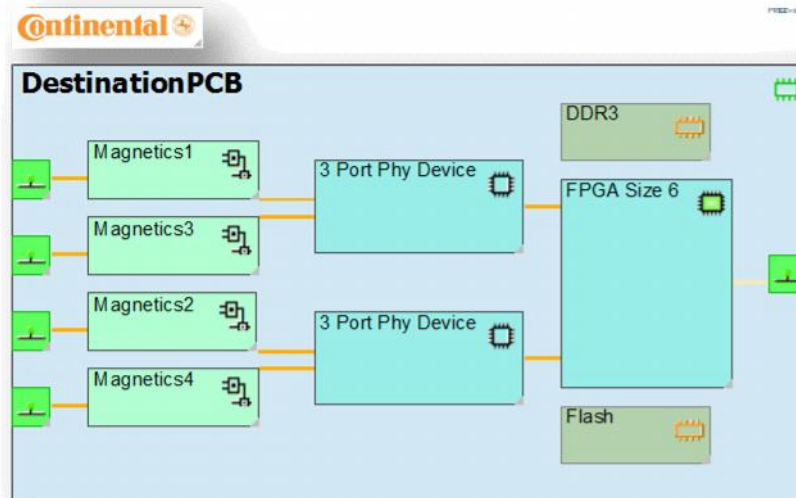 Continental
DestinationPCB
Magnetics1
Magnetics3
Magnetics2
Magnetics4
3 Port Phy Device
3 Port Phy Device
DDR3
FPGA Size 6
Flash